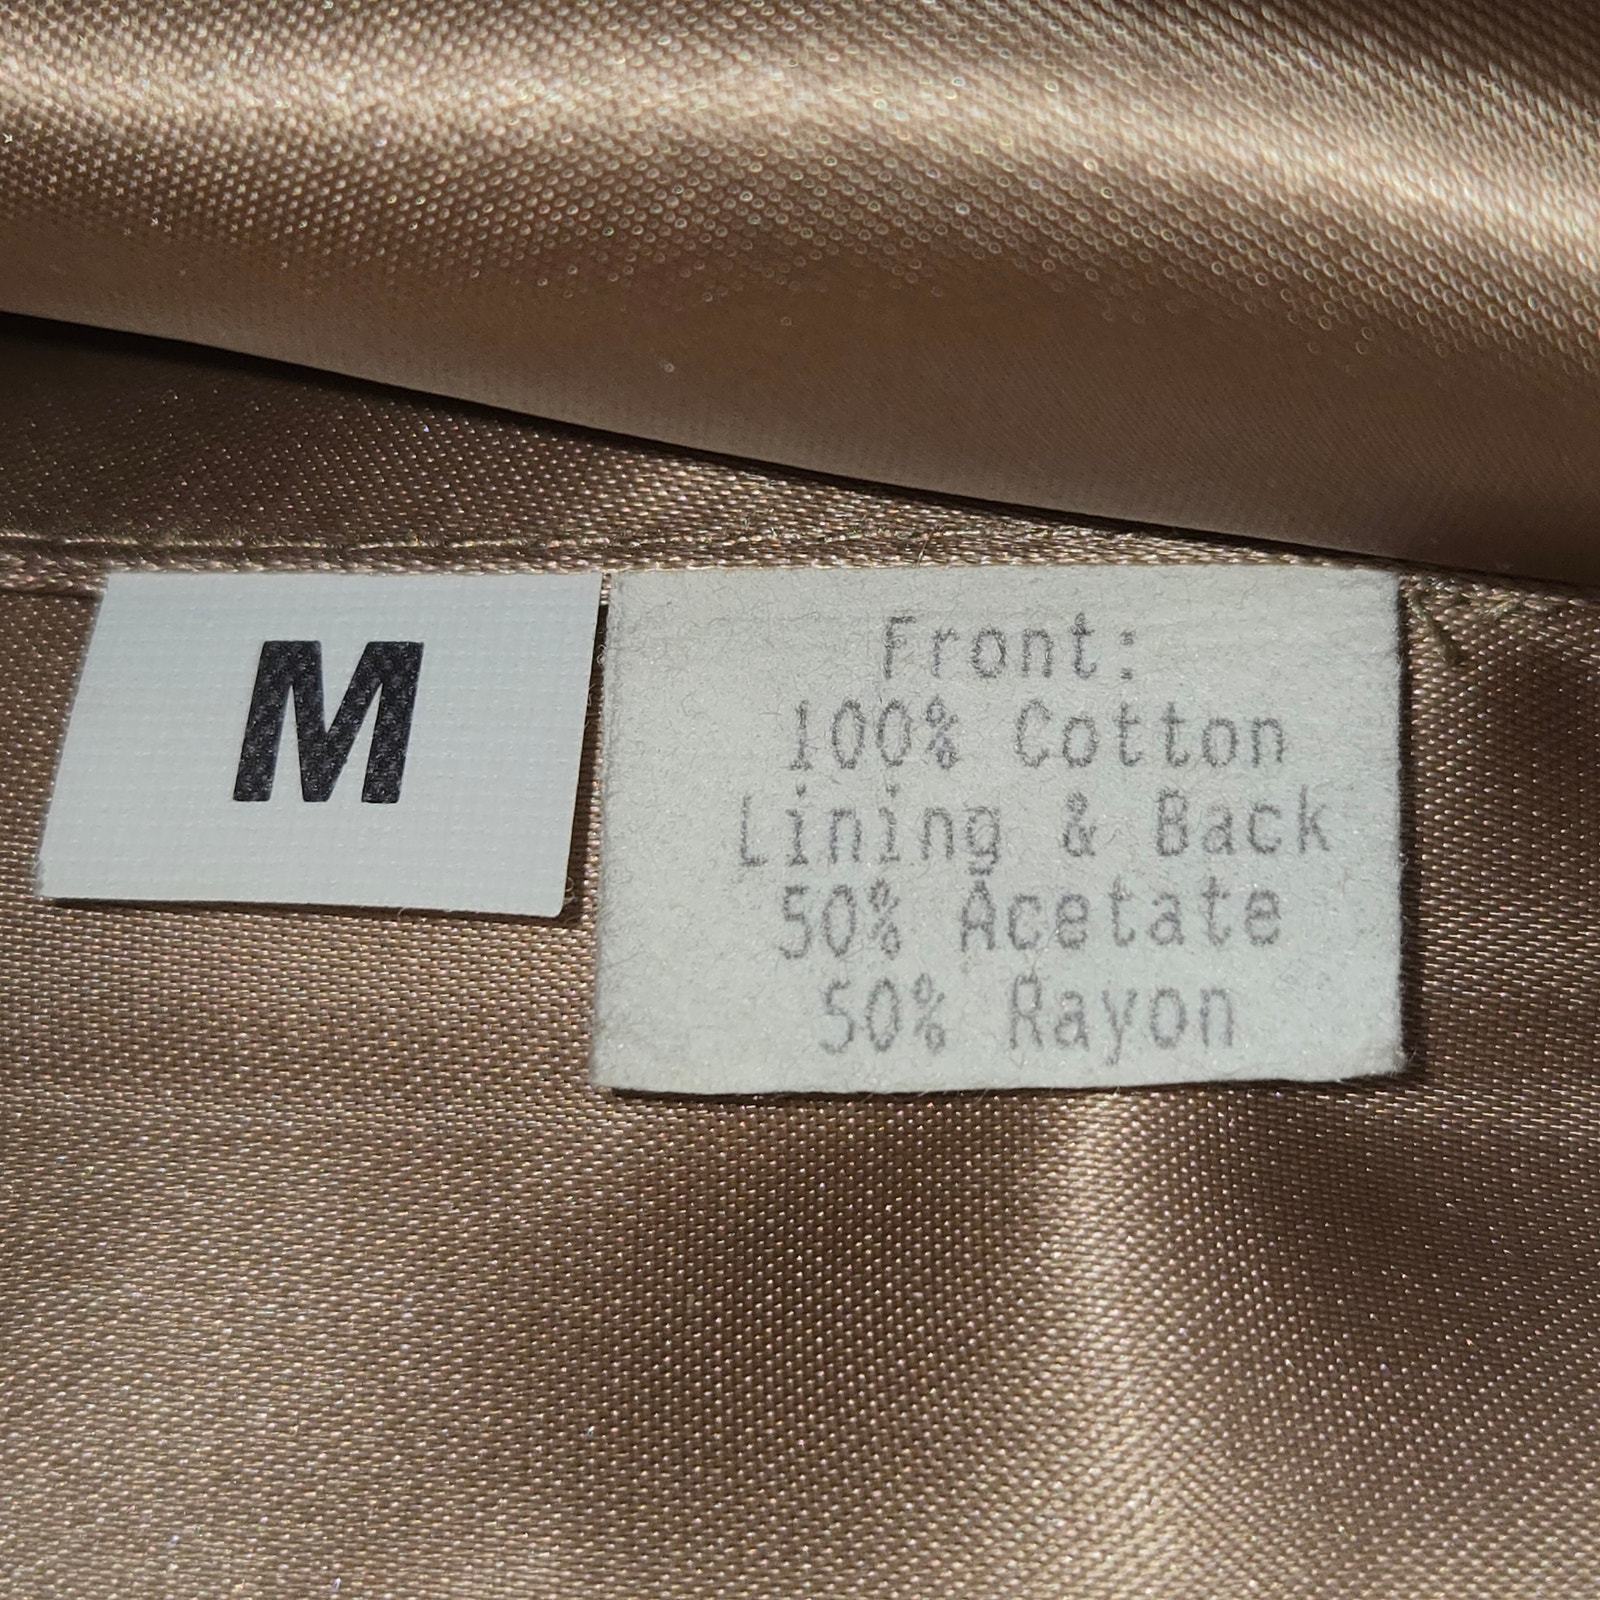 M
Front:
100% Cotton
Lining & Back
50% Acetate
50% Rayon